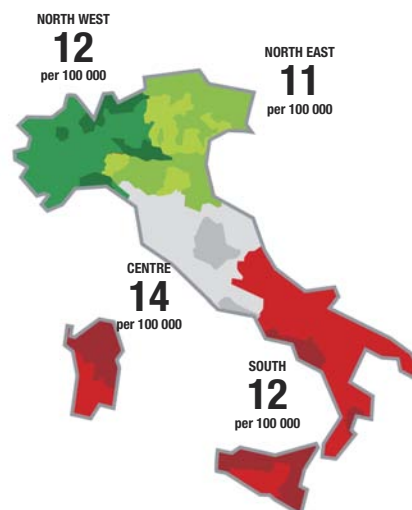 NORTH WEST
12
per 100 000
NORTH EAST
11
per 100 000
CENTRE
14
per 100 000
SOUTH
12
per 100 000